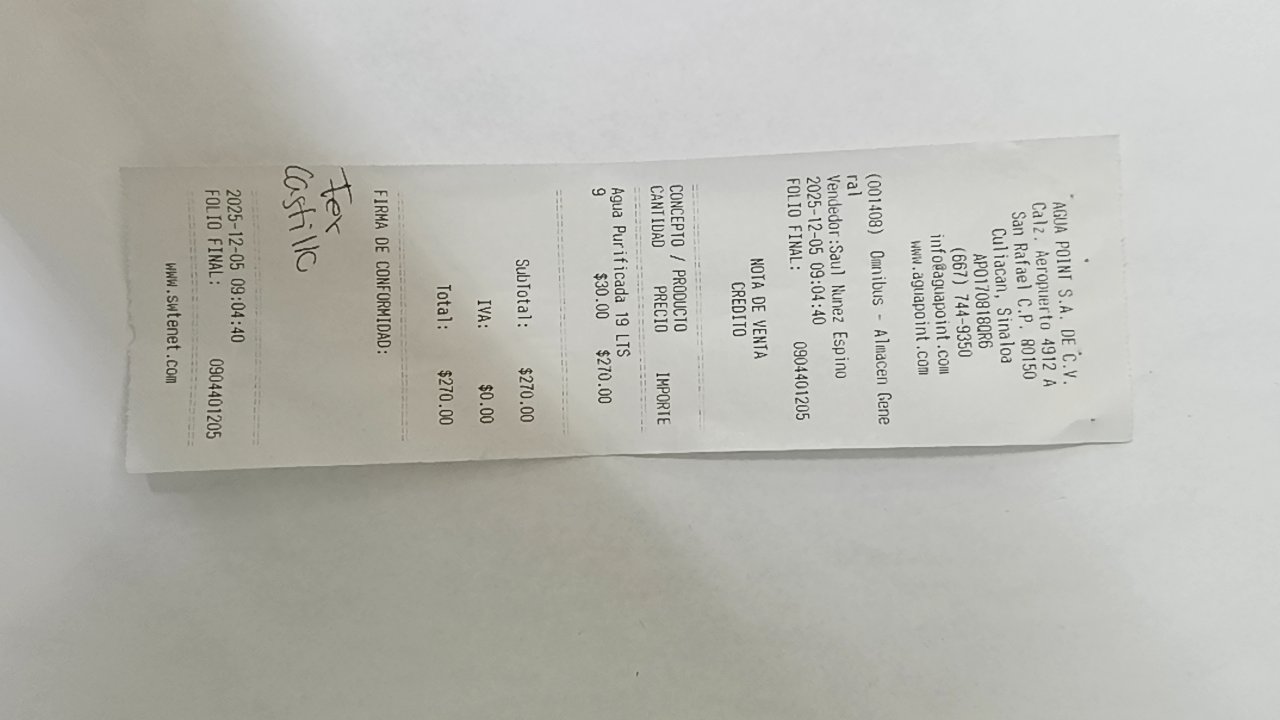 AGUA POINT S.A. DE C.V.
Calz. Aeropuerto 4912 A
San Rafael C.P. 80150
Culiacan, Sinaloa
APO170818QR6
(667) 744-9350
info@aguapoint.com
www.aguapoint.com
(001408) Omnibus - Almacen Gene
ral
Vendedor:Saul Nunez Espino
2025-12-05 09:04:40
FOLIO FINAL: 0904401205
NOTA DE VENTA
CREDITO
CONCEPTO / PRODUCTO
CANTIDAD PRECIO IMPORTE
Agua Purificada 19 LTS
9 $30.00 $270.00
SubTotal: $270.00
IVA: $0.00
Total: $270.00
FIRMA DE CONFORMIDAD:
Castillo
2025-12-05 09:04:40
FOLIO FINAL: 0904401205
www.swtenet.com